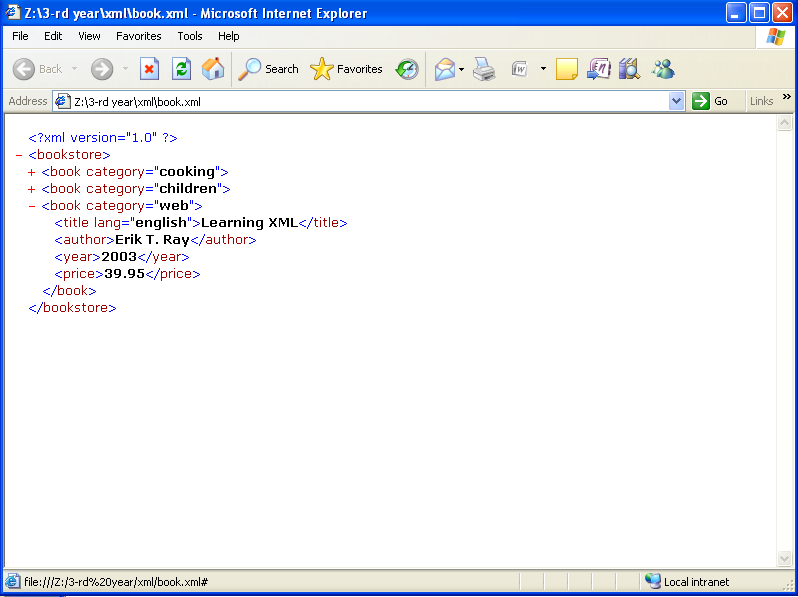 Z:\3-rd year\xml\book.xml - Microsoft Internet Explorer
File Edit View Favorites Tools Help
Back Search Favorites
Address Z:\3-rd year\xml\book.xml Go Links »
<?xml version="1.0" ?>
- <bookstore>
+ <book category="cooking">
+ <book category="children">
- <book category="web">
<title lang="english">Learning XML</title>
<author>Erik T. Ray</author>
<year>2003</year>
<price>39.95</price>
</book>
</bookstore>
file:///Z:/3-rd%20year/xml/book.xml# Local intranet